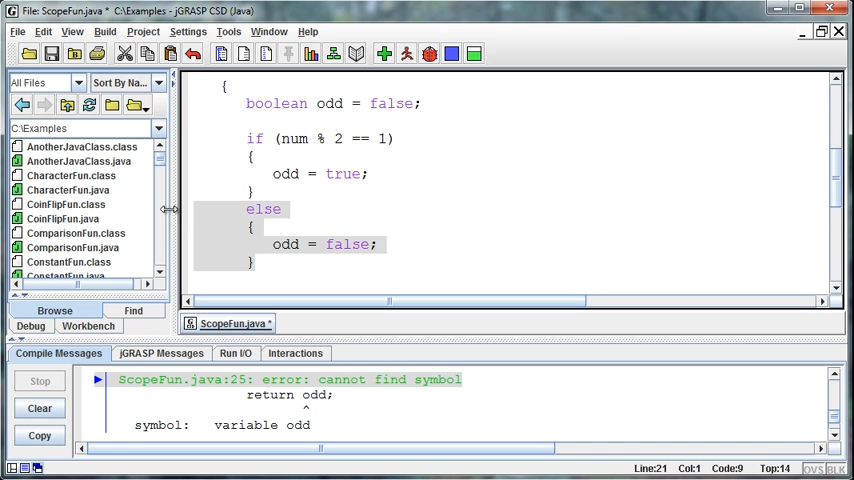 File: ScopeFun.java * C:\Examples - jGRASP CSD (Java)
File Edit View Build Project Settings Tools Window Help
All Files Sort By Na...
C:\Examples
AnotherJavaClass.class
AnotherJavaClass.java
CharacterFun.class
CharacterFun.java
CoinFlipFun.class
CoinFlipFun.java
ComparisonFun.class
ComparisonFun.java
ConstantFun.class
ConstantFun.java
Browse Find
Debug Workbench
{
boolean odd = false;
if (num % 2 == 1)
{
odd = true;
}
else
{
odd = false;
}
ScopeFun.java *
Compile Messages jGRASP Messages Run I/O Interactions
Stop
Clear
Copy
ScopeFun.java:25: error: cannot find symbol
return odd;
^
symbol: variable odd
Line:21 Col:1 Code:9 Top:14 OVS BLK